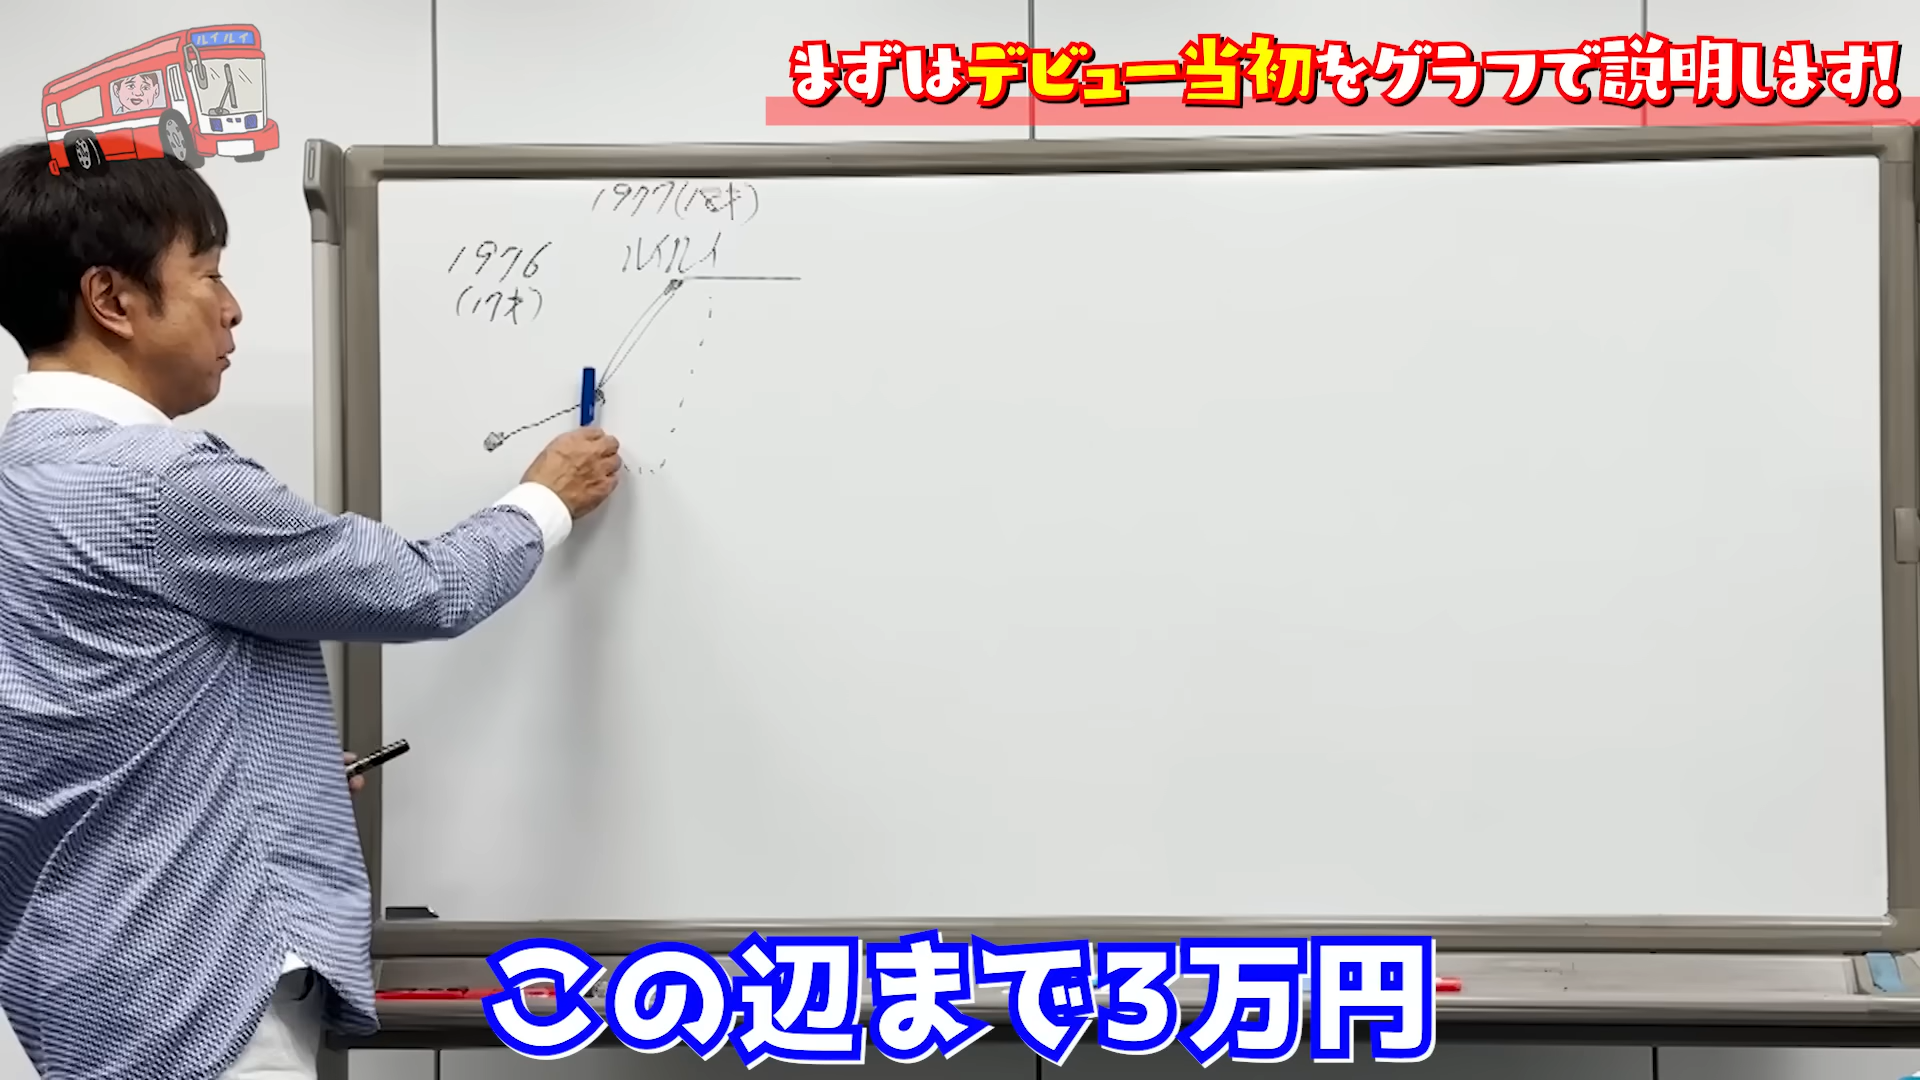 ルイルイ
まずはデビュー当初をグラフで説明します!
1977(18才)
1976
ルイルイ
(17才)
この辺まで3万円